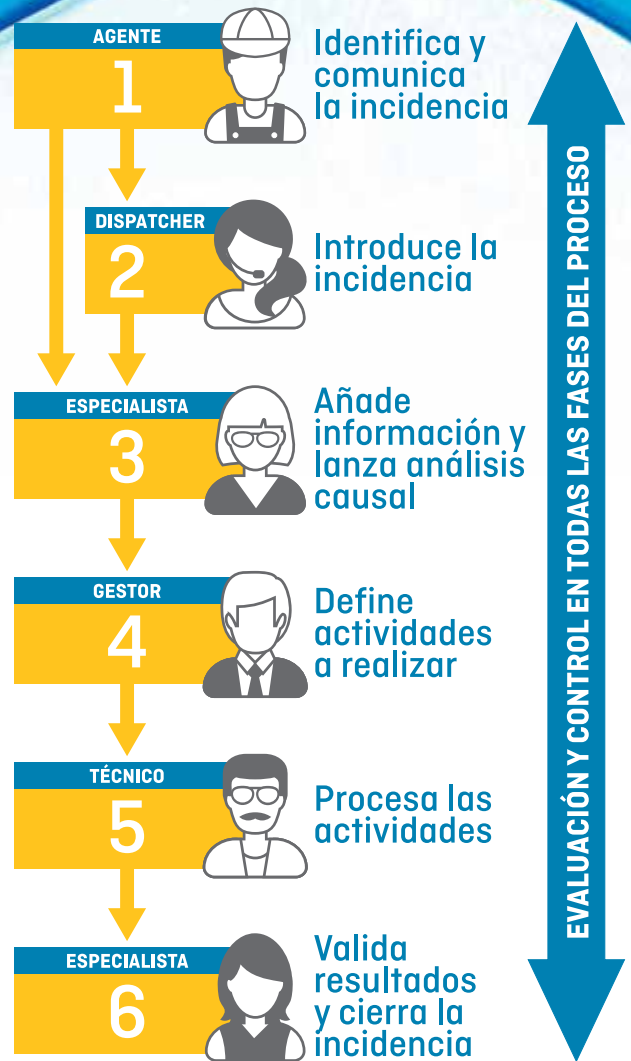 AGENTE
1
Identifica y
comunica
la incidencia
DISPATCHER
2
Introduce la
incidencia
ESPECIALISTA
3
Añade
información y
lanza análisis
causal
GESTOR
4
Define
actividades
a realizar
TÉCNICO
5
Procesa las
actividades
ESPECIALISTA
6
Valida
resultados
y cierra la
incidencia
EVALUACIÓN Y CONTROL EN TODAS LAS FASES DEL PROCESO